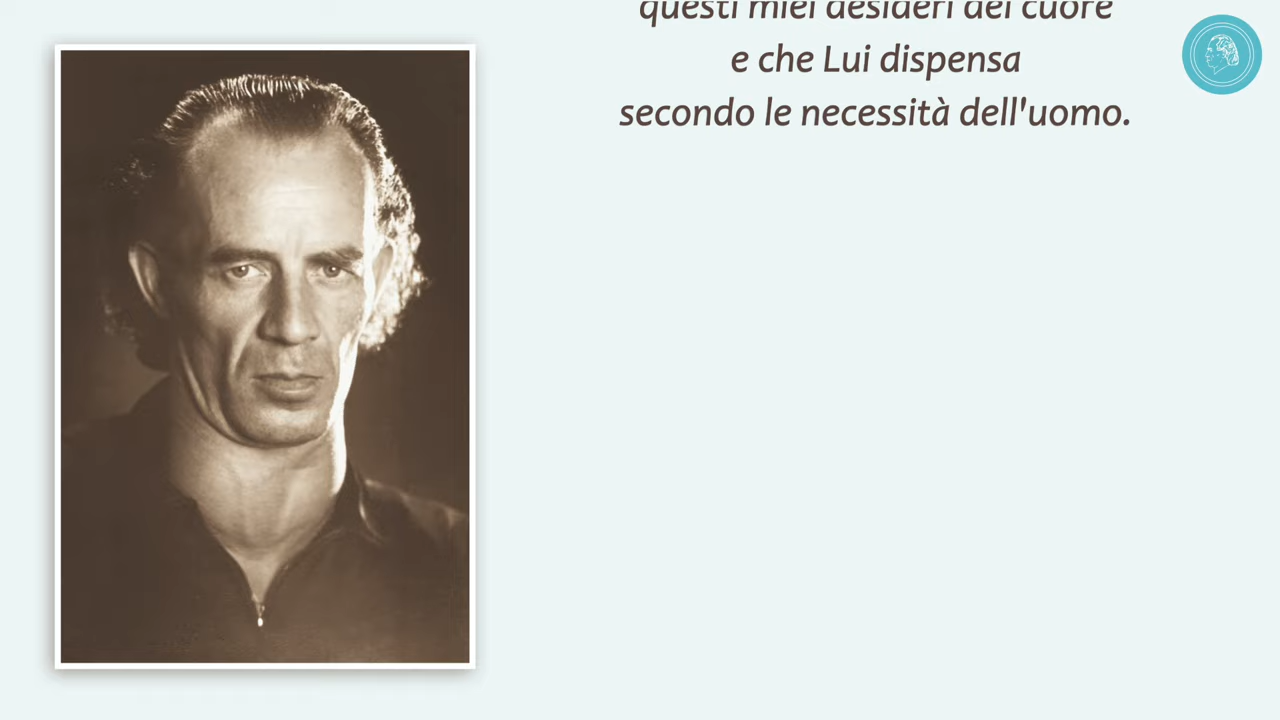 questi miei desideri del cuore
e che Lui dispensa
secondo le necessità dell'uomo.